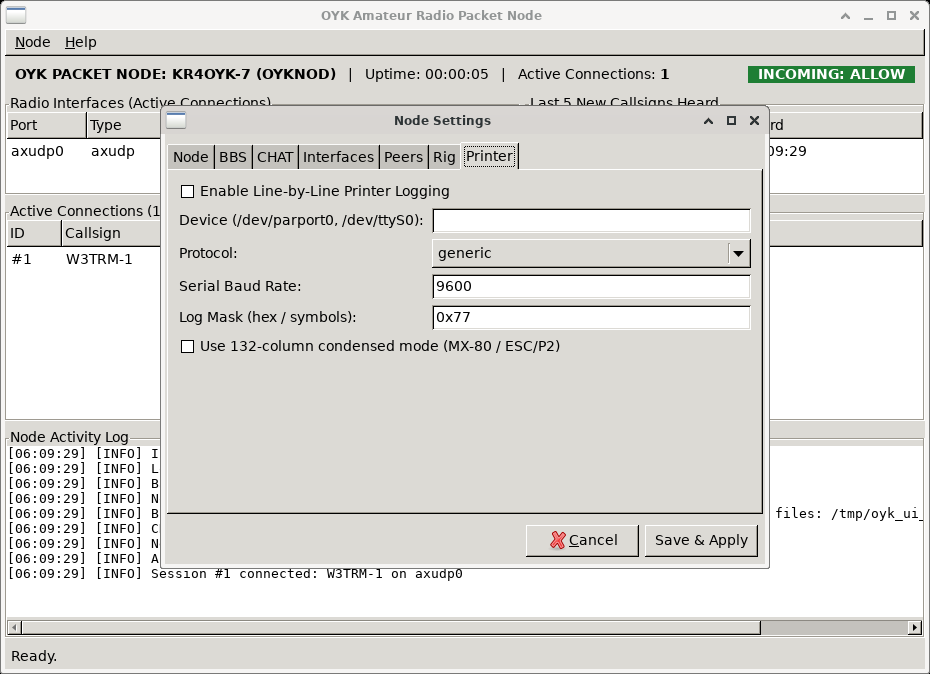 OYK Amateur Radio Packet Node
Node Help
OYK PACKET NODE: KR4OYK-7 (OYKNOD) | Uptime: 00:00:05 | Active Connections: 1 INCOMING: ALLOW
Radio Interfaces (Active Connections)
Last 5 New Callsigns Heard
Port Type
axudp0 axudp
09:29
Active Connections (1
ID Callsign
#1 W3TRM-1
Node Settings
Node BBS CHAT Interfaces Peers Rig Printer
Enable Line-by-Line Printer Logging
Device (/dev/parport0, /dev/ttyS0):
Protocol: generic
Serial Baud Rate: 9600
Log Mask (hex / symbols): 0x77
Use 132-column condensed mode (MX-80 / ESC/P2)
Cancel Save & Apply
Node Activity Log
[06:09:29] [INFO] I
[06:09:29] [INFO] L
[06:09:29] [INFO] B
[06:09:29] [INFO] N
[06:09:29] [INFO] B files: /tmp/oyk_ui_
[06:09:29] [INFO] C
[06:09:29] [INFO] N
[06:09:29] [INFO] A
[06:09:29] [INFO] Session #1 connected: W3TRM-1 on axudp0
Ready.